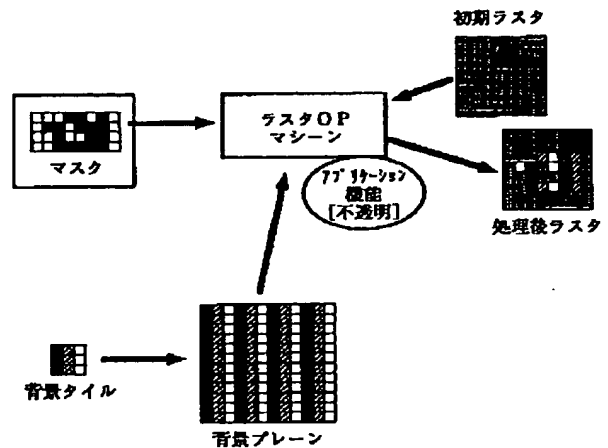 初期ラスタ
ラスタOP
マシーン
マスク
アプリケーション
機能
[不透明]
処理後ラスタ
背景タイル
背景プレーン